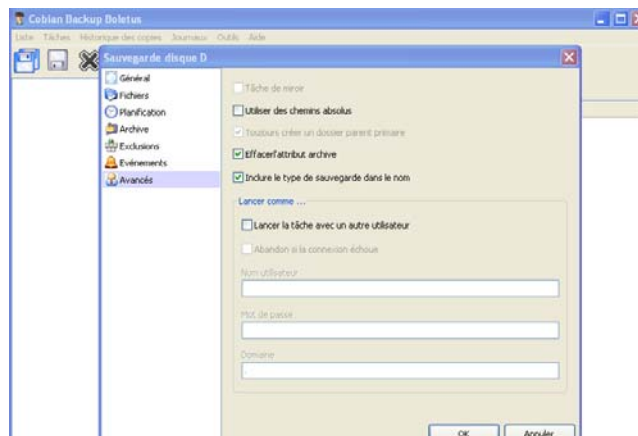 Cobian Backup Boletus
Liste Tâches Historique des copies Journaux Outils Aide
Sauvegarde disque D
Général
Fichiers
Planification
Archive
Exclusions
Evénements
Avancés
Tâche de miroir
Utiliser des chemins absolus
Toujours créer un dossier parent primaire
Effacer l'attribut archive
Inclure le type de sauvegarde dans le nom
Lancer comme ...
Lancer la tâche avec un autre utilisateur
Abandon si la connexion échoue
Nom utilisateur
Mot de passe
Domaine
.
OK Annuler